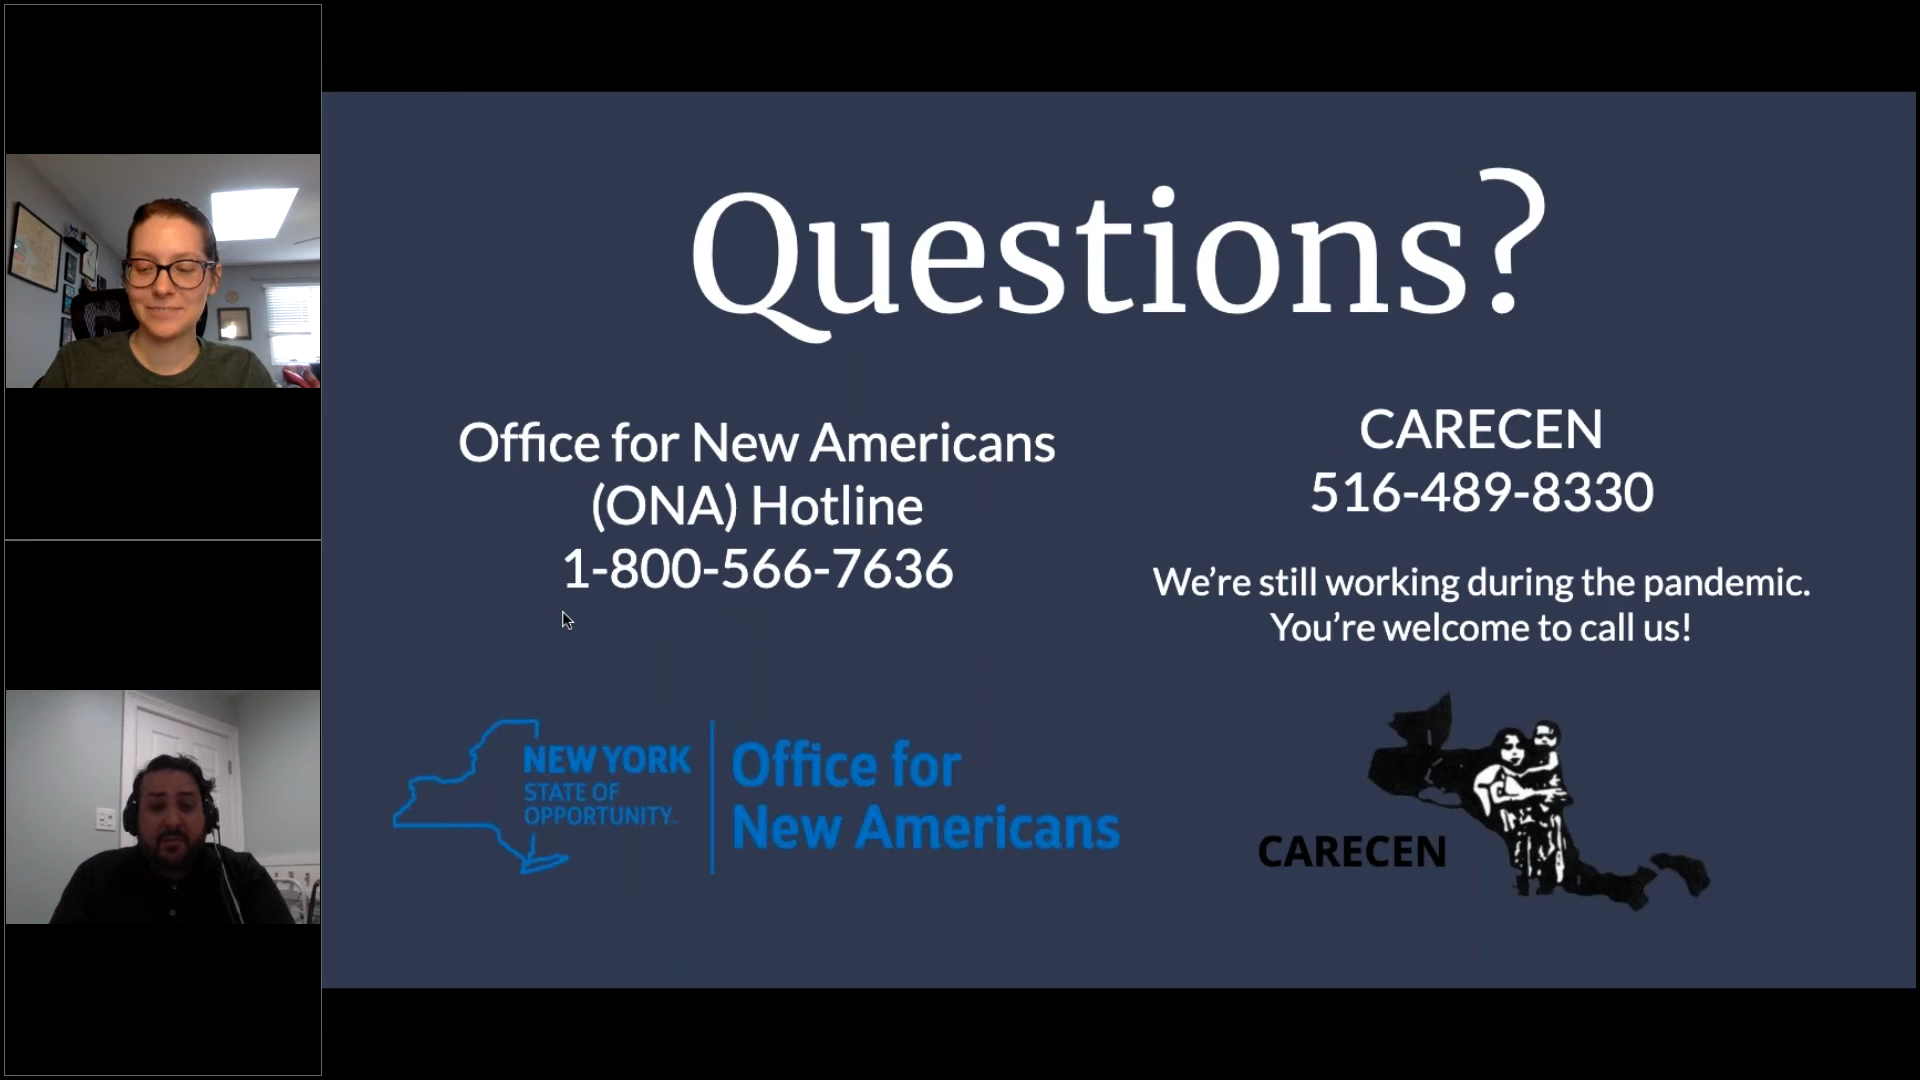 Questions?
Office for New Americans
(ONA) Hotline
1-800-566-7636
CARECEN
516-489-8330
We’re still working during the pandemic.
You’re welcome to call us!
NEW YORK
STATE OF
OPPORTUNITY™
Office for
New Americans
CARECEN